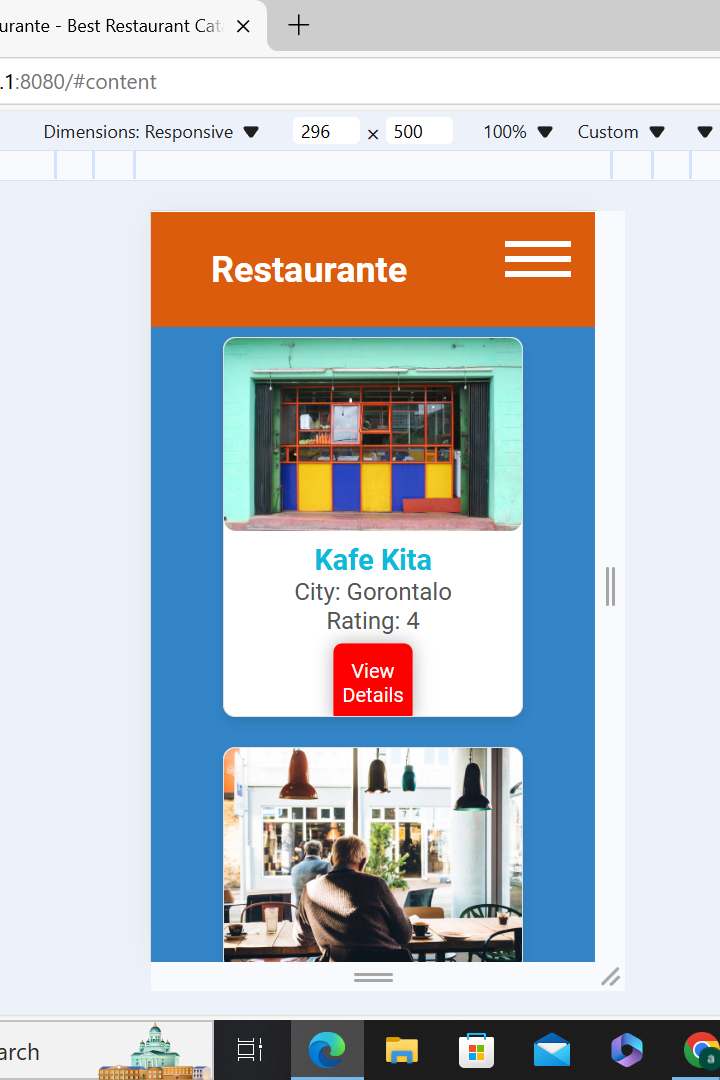 urante - Best Restaurant Cat
.1:8080/#content
Dimensions: Responsive 296 × 500 100% Custom
Restaurante
Kafe Kita
City: Gorontalo
Rating: 4
View
Details
arch